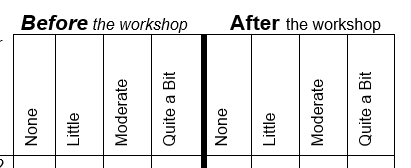 Before the workshop After the workshop
None Little Moderate Quite a Bit None Little Moderate Quite a Bit